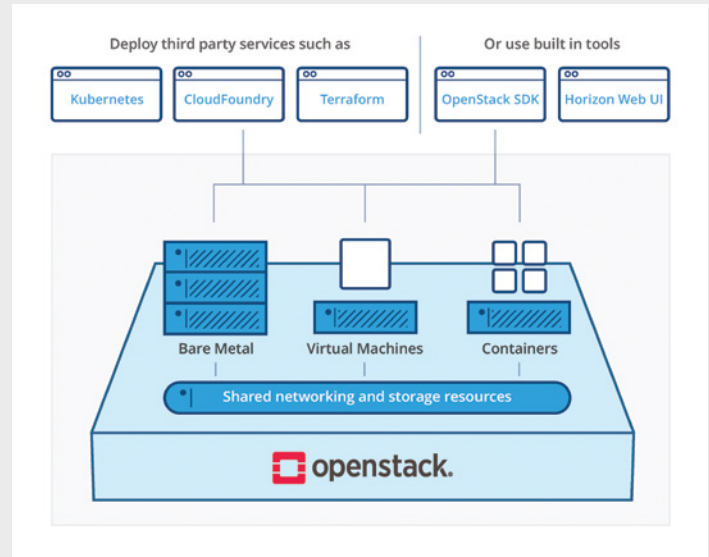 Deploy third party services such as
Or use built in tools
Kubernetes
CloudFoundry
Terraform
OpenStack SDK
Horizon Web UI
Bare Metal
Virtual Machines
Containers
Shared networking and storage resources
openstack.